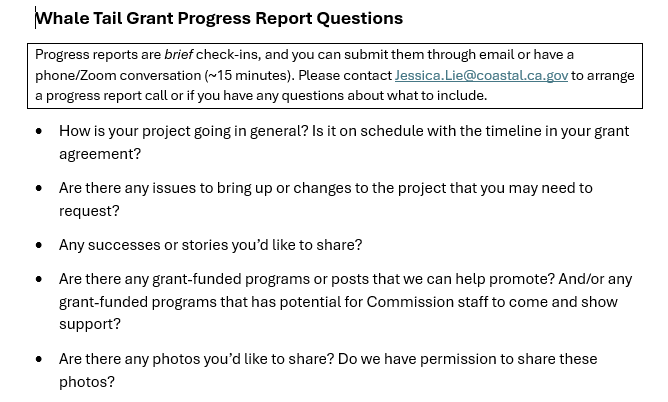 Whale Tail Grant Progress Report Questions
Progress reports are brief check-ins, and you can submit them through email or have a
phone/Zoom conversation (~15 minutes). Please contact Jessica.Lie@coastal.ca.gov to arrange
a progress report call or if you have any questions about what to include.
• How is your project going in general? Is it on schedule with the timeline in your grant
agreement?
• Are there any issues to bring up or changes to the project that you may need to
request?
• Any successes or stories you’d like to share?
• Are there any grant-funded programs or posts that we can help promote? And/or any
grant-funded programs that has potential for Commission staff to come and show
support?
• Are there any photos you’d like to share? Do we have permission to share these
photos?